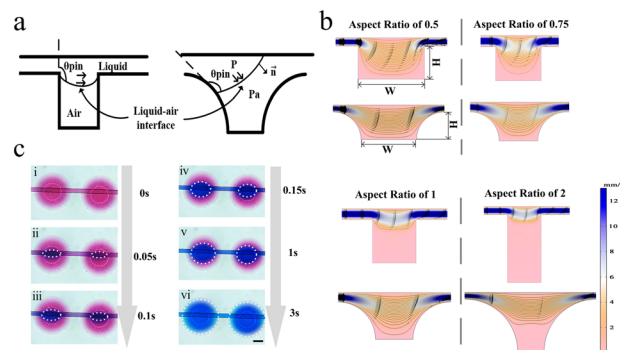 a
θpin
Liquid
Air
Liquid-air
interface
θpin
P
n
Pa
b
Aspect Ratio of 0.5
Aspect Ratio of 0.75
H
W
H
W
Aspect Ratio of 1
Aspect Ratio of 2
mm/
12
10
8
6
4
2
c
i
0s
ii
0.05s
iii
0.1s
iv
0.15s
v
1s
vi
3s